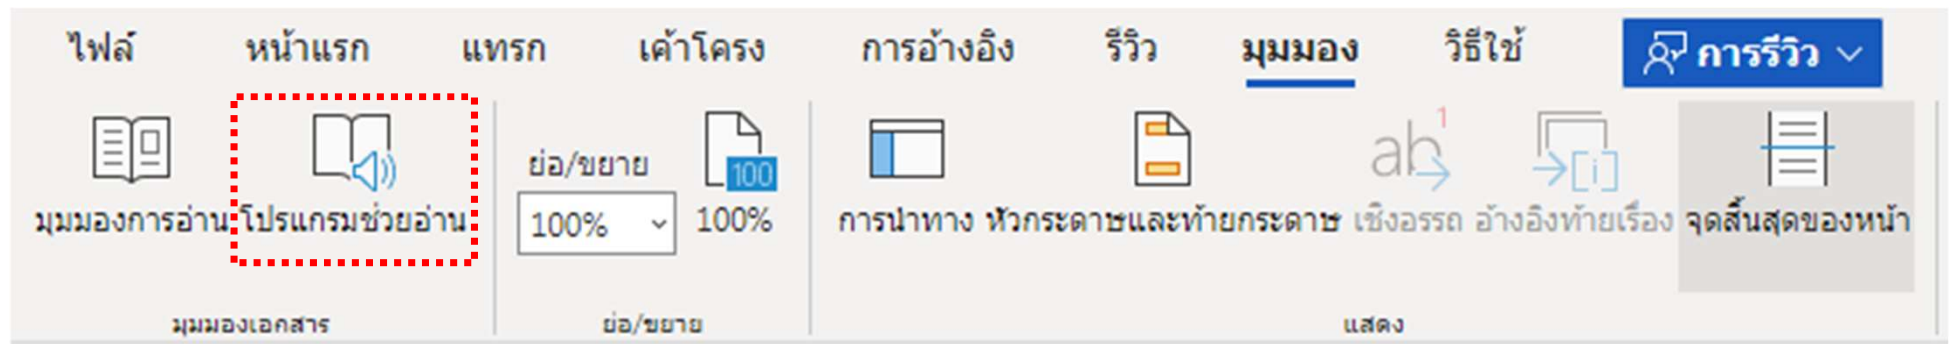 ไฟล์ หน้าแรก แทรก เค้าโครง การอ้างอิง รีวิว มุมมอง วิธีใช้ การรีวิว
ย่อ/ขยาย 100 ab 1 [i]
มุมมองการอ่าน โปรแกรมช่วยอ่าน 100% 100% การนำทาง หัวกระดาษและท้ายกระดาษ เชิงอรรถ อ้างอิงท้ายเรื่อง จุดสิ้นสุดของหน้า
มุมมองเอกสาร ย่อ/ขยาย แสดง